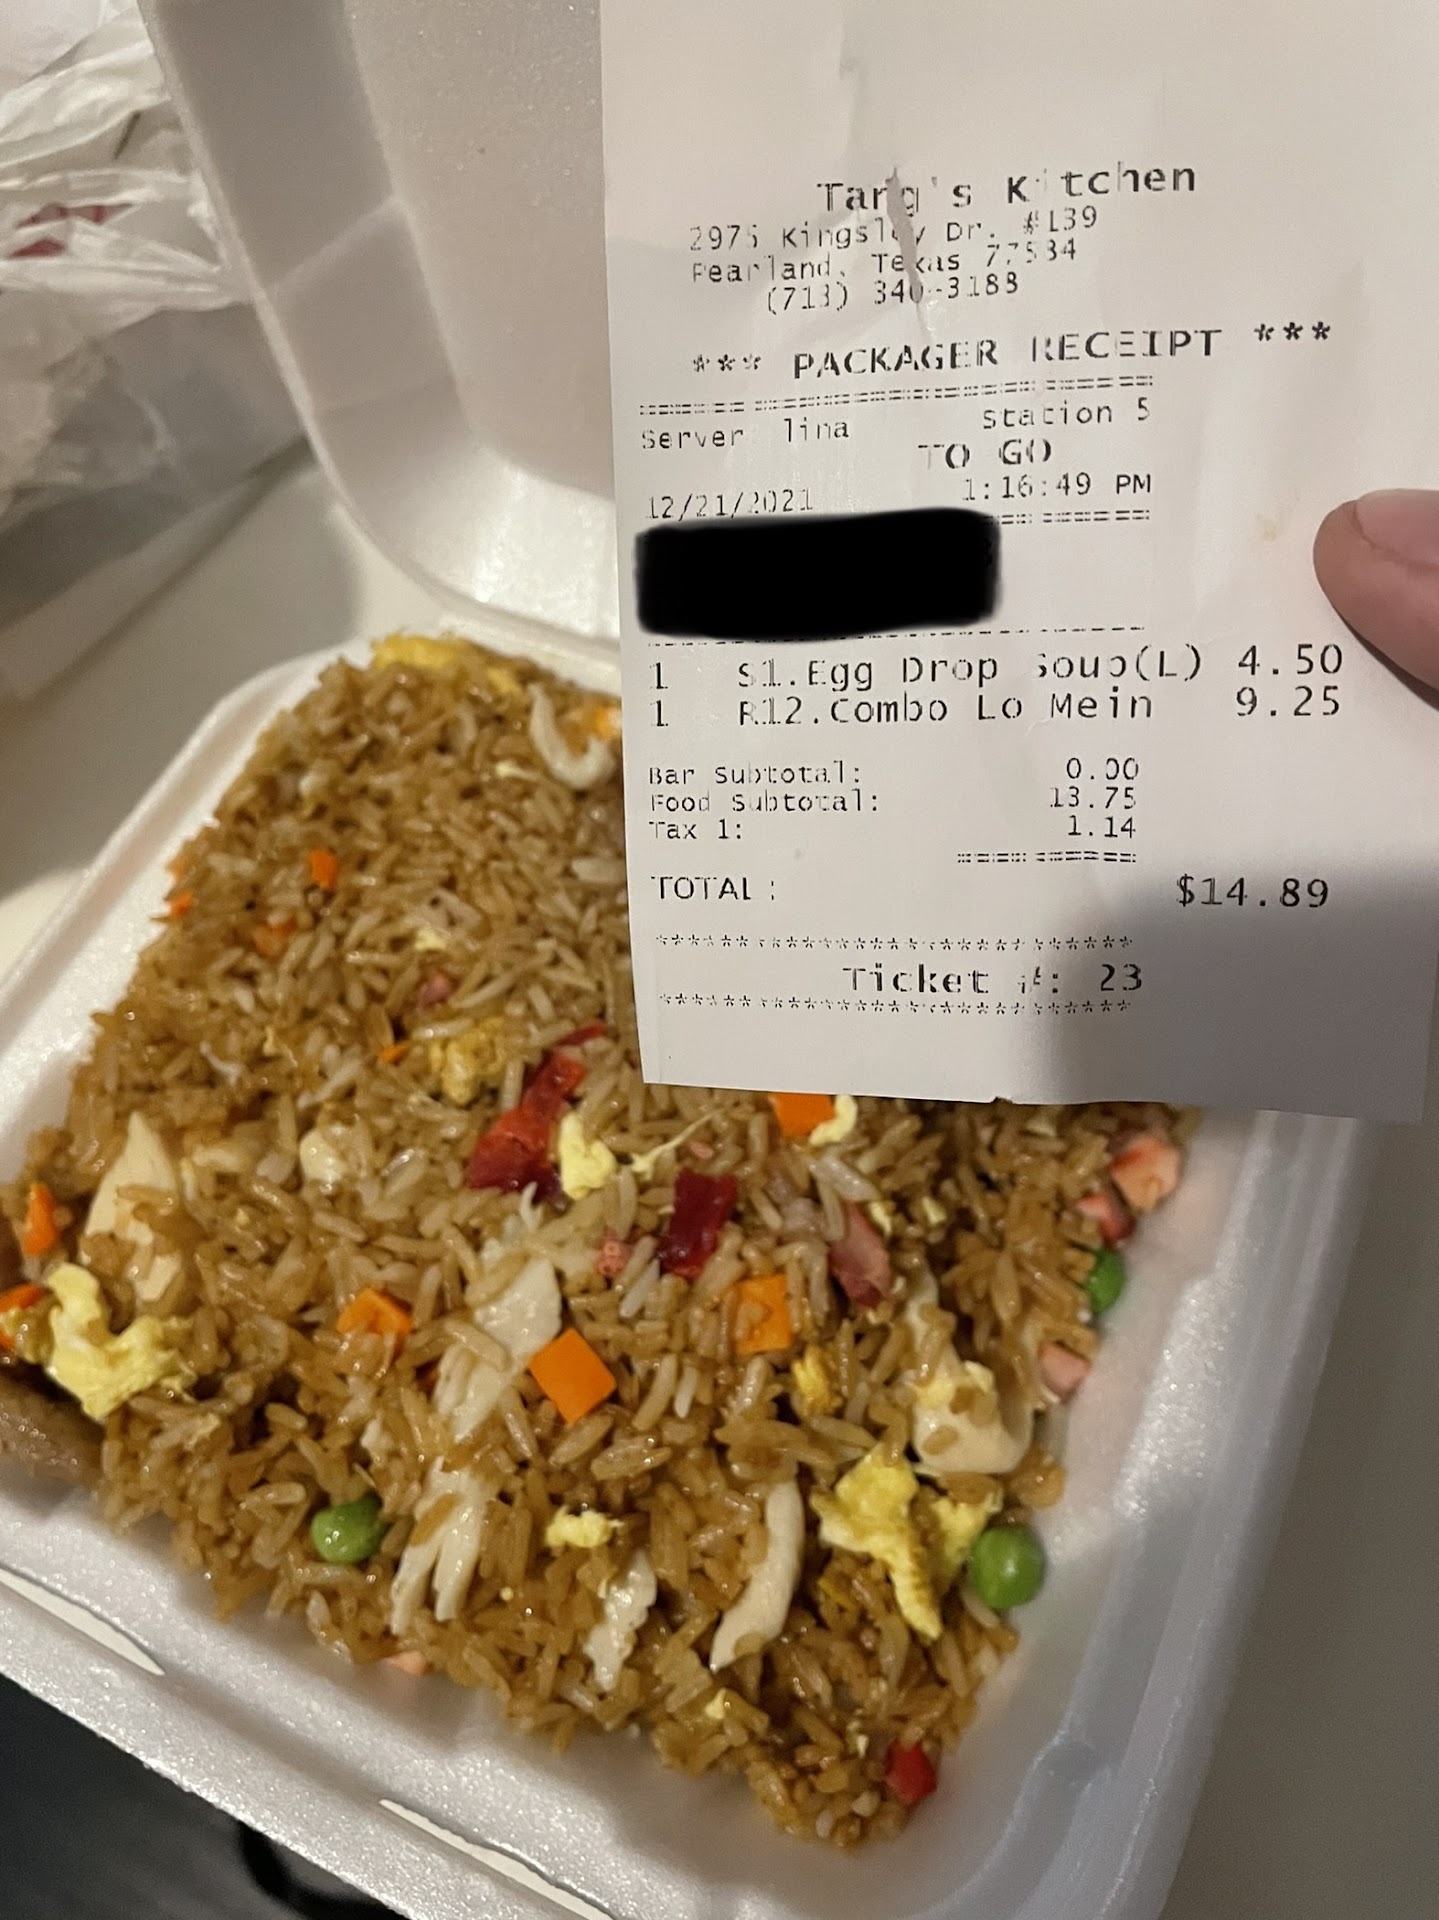 Tang's Kitchen
2975 Kingsley Dr. #139
Pearland, Texas 77584
(713) 340-3188
*** PACKAGER RECEIPT ***
Server lina Station 5
TO GO
12/21/2021 1:16:49 PM
1 S1.Egg Drop Soup(L) 4.50
1 R12.Combo Lo Mein 9.25
Bar Subtotal: 0.00
Food Subtotal: 13.75
Tax 1: 1.14
TOTAL : $14.89
Ticket #: 23